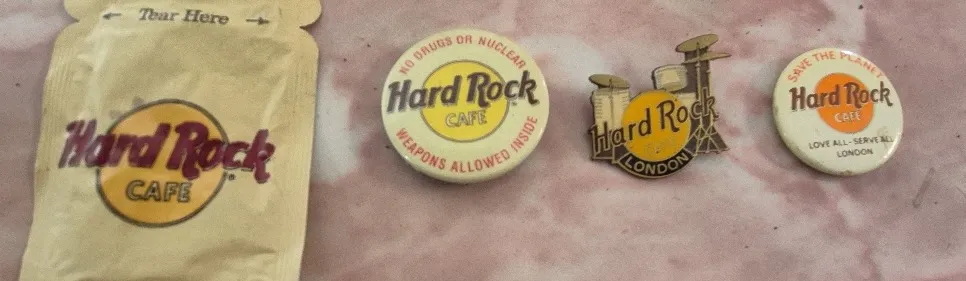 ← Tear Here →
Hard Rock
CAFE
NO DRUGS OR NUCLEAR
Hard Rock
CAFE
WEAPONS ALLOWED INSIDE
Hard Rock
LONDON
SAVE THE PLANET
Hard Rock
CAFE
LOVE ALL-SERVE ALL
LONDON